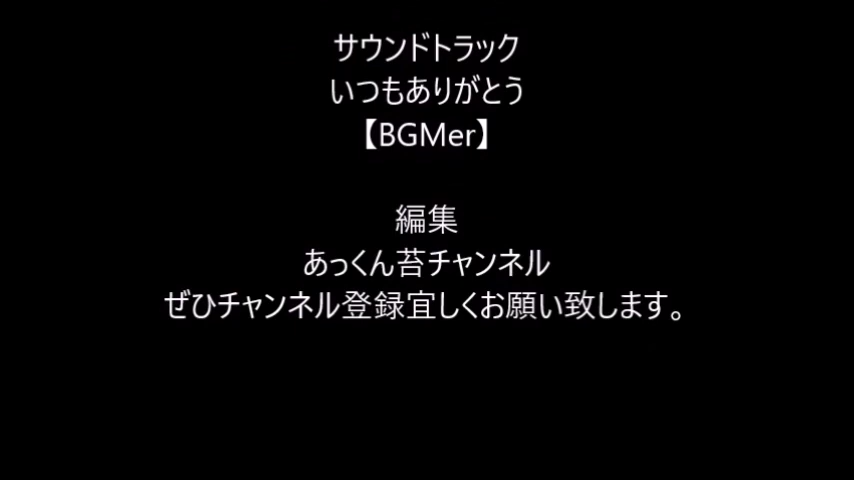 サウンドトラック
いつもありがとう
【BGMer】
編集
あっくん苔チャンネル
ぜひチャンネル登録宜しくお願い致します。